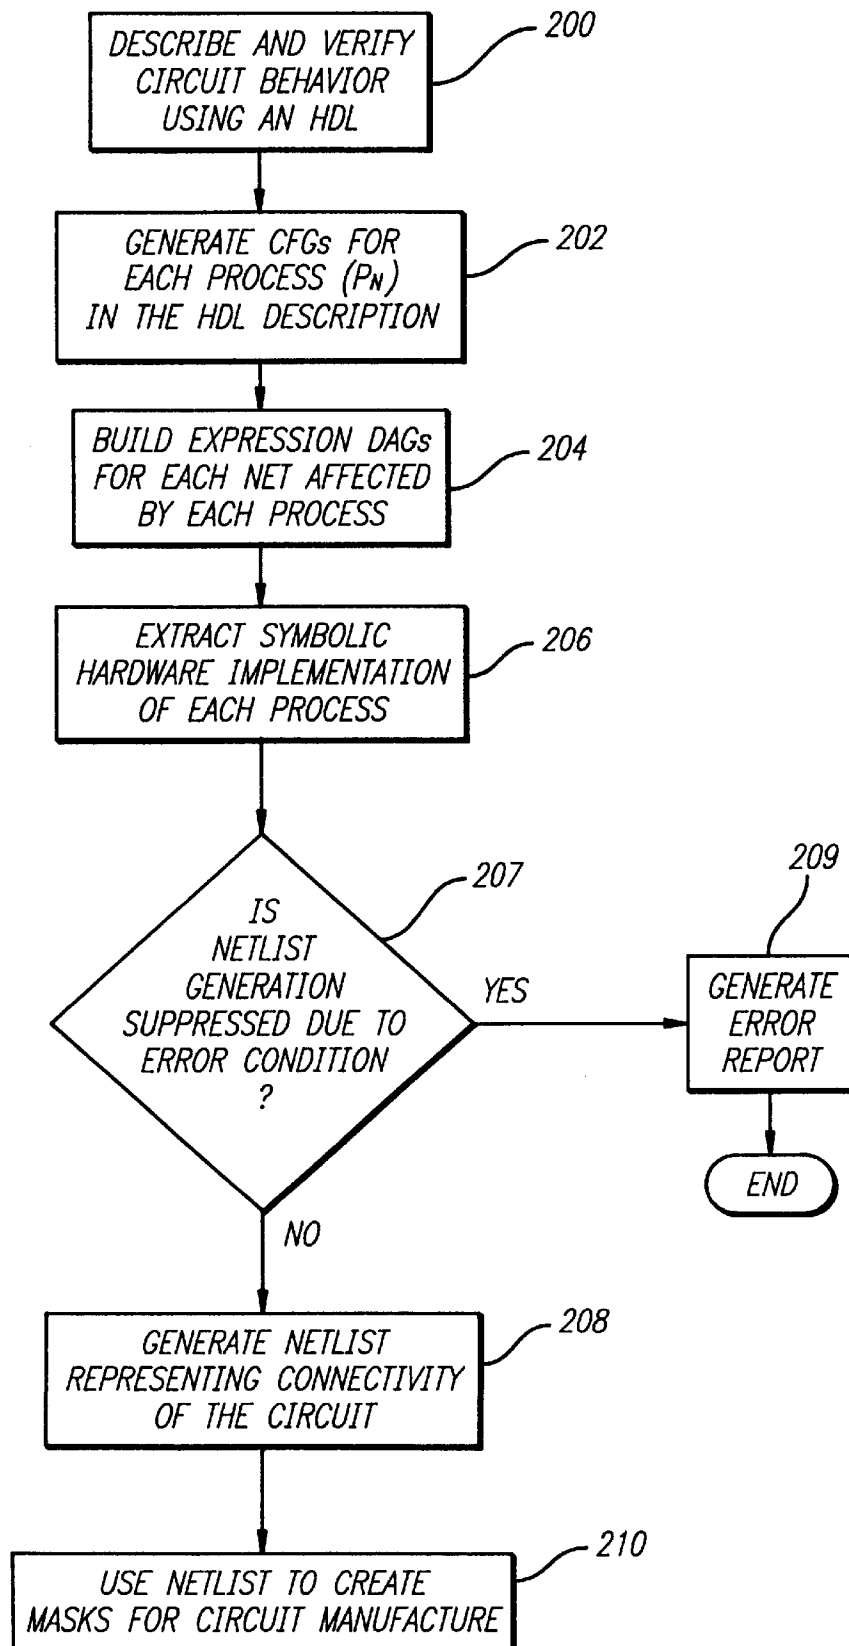 DESCRIBE AND VERIFY
CIRCUIT BEHAVIOR
USING AN HDL
200
GENERATE CFGs FOR
EACH PROCESS (PN)
IN THE HDL DESCRIPTION
202
BUILD EXPRESSION DAGs
FOR EACH NET AFFECTED
BY EACH PROCESS
204
EXTRACT SYMBOLIC
HARDWARE IMPLEMENTATION
OF EACH PROCESS
206
IS
NETLIST
GENERATION
SUPPRESSED DUE TO
ERROR CONDITION
?
207
YES
209
GENERATE
ERROR
REPORT
END
NO
GENERATE NETLIST
REPRESENTING CONNECTIVITY
OF THE CIRCUIT
208
USE NETLIST TO CREATE
MASKS FOR CIRCUIT MANUFACTURE
210